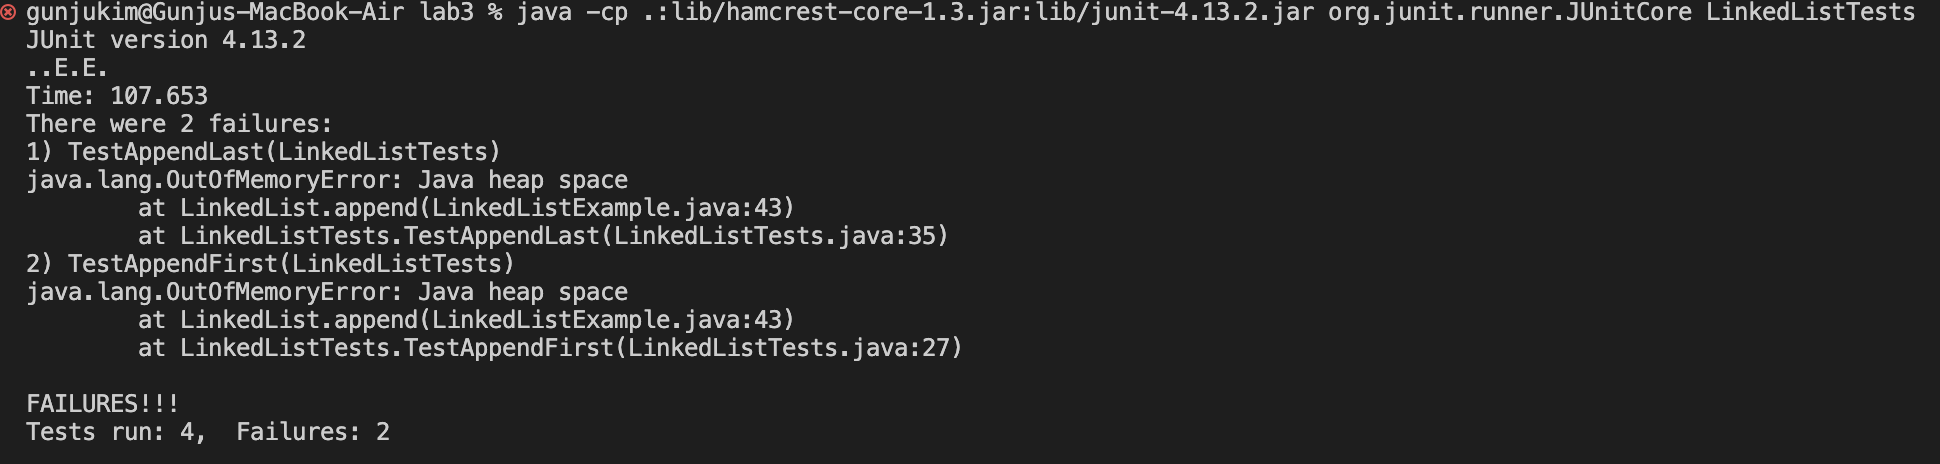 gunjukim@Gunjus-MacBook-Air lab3 % java -cp .:lib/hamcrest-core-1.3.jar:lib/junit-4.13.2.jar org.junit.runner.JUnitCore LinkedListTests
JUnit version 4.13.2
..E.E.
Time: 107.653
There were 2 failures:
1) TestAppendLast(LinkedListTests)
java.lang.OutOfMemoryError: Java heap space
        at LinkedList.append(LinkedListExample.java:43)
        at LinkedListTests.TestAppendLast(LinkedListTests.java:35)
2) TestAppendFirst(LinkedListTests)
java.lang.OutOfMemoryError: Java heap space
        at LinkedList.append(LinkedListExample.java:43)
        at LinkedListTests.TestAppendFirst(LinkedListTests.java:27)

FAILURES!!!
Tests run: 4,  Failures: 2